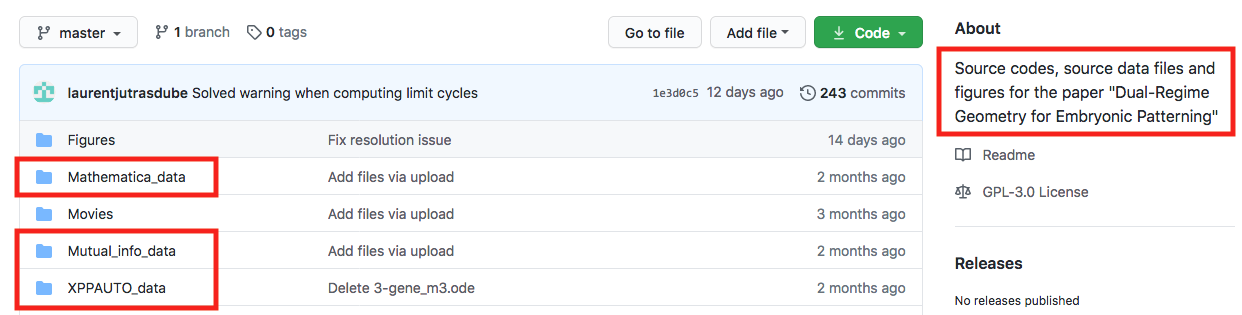 master 1 branch 0 tags Go to file Add file Code
laurentjutrasdube Solved warning when computing limit cycles 1e3d0c5 12 days ago 243 commits
Figures Fix resolution issue 14 days ago
Mathematica_data Add files via upload 2 months ago
Movies Add files via upload 3 months ago
Mutual_info_data Add files via upload 2 months ago
XPPAUTO_data Delete 3-gene_m3.ode 2 months ago
About
Source codes, source data files and
figures for the paper "Dual-Regime
Geometry for Embryonic Patterning"
Readme
GPL-3.0 License
Releases
No releases published